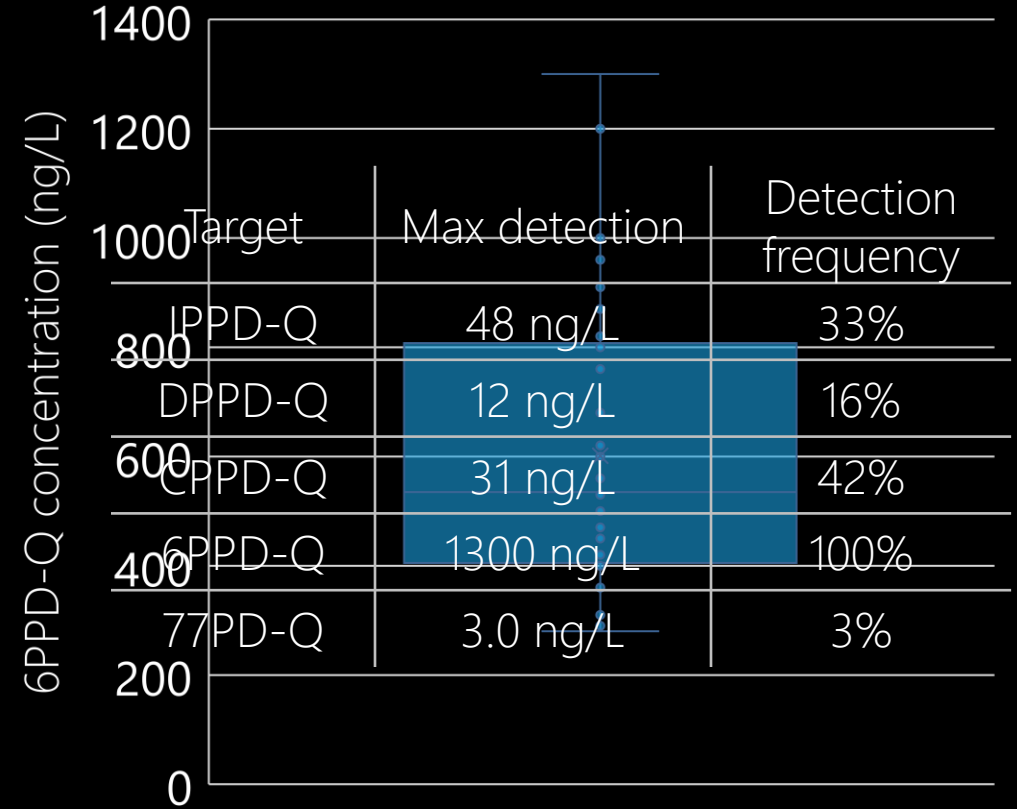 6PPD-Q concentration (ng/L)
1400
1200
1000
800
600
400
200
0
Target Max detection Detection frequency
IPPD-Q 48 ng/L 33%
DPPD-Q 12 ng/L 16%
CPPD-Q 31 ng/L 42%
6PPD-Q 1300 ng/L 100%
77PD-Q 3.0 ng/L 3%